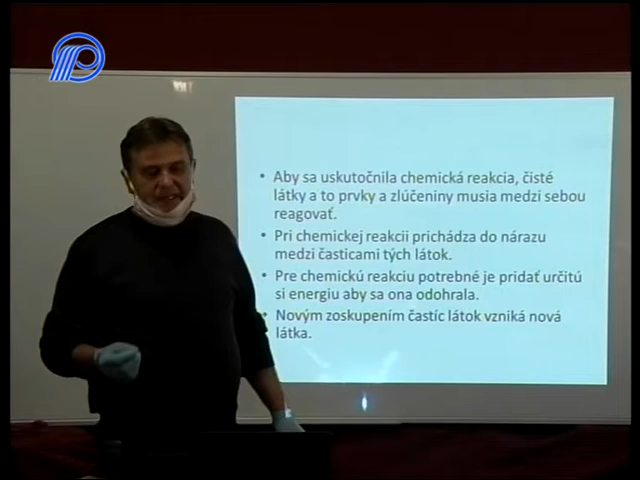 • Aby sa uskutočnila chemická reakcia, čisté
látky a to prvky a zlúčeniny musia medzi sebou
reagovať.
• Pri chemickej reakcii prichádza do nárazu
medzi časticami tých látok.
• Pre chemickú reakciu potrebné je pridať určitú
si energiu aby sa ona odohrala.
• Novým zoskupením častíc látok vzniká nová
látka.